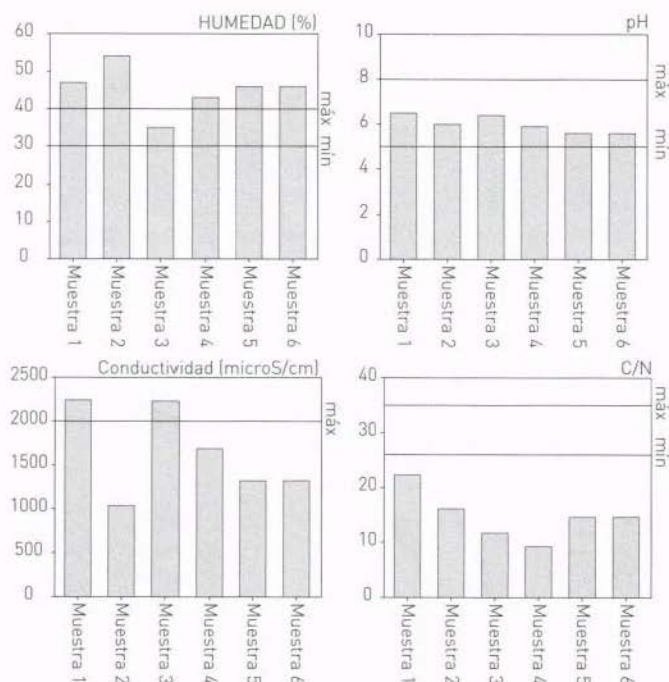 HUMEDAD (%)
60
50
40
30
20
10
0
máx
mín
Muestra 1
Muestra 2
Muestra 3
Muestra 4
Muestra 5
Muestra 6
pH
10
8
6
4
2
0
máx
mín
Muestra 1
Muestra 2
Muestra 3
Muestra 4
Muestra 5
Muestra 6
Conductividad (microS/cm)
2500
2000
1500
1000
500
0
máx
Muestra 1
Muestra 2
Muestra 3
Muestra 4
Muestra 5
Muestra 6
C/N
40
30
20
10
0
máx
min
Muestra 1
Muestra 2
Muestra 3
Muestra 4
Muestra 5
Muestra 6